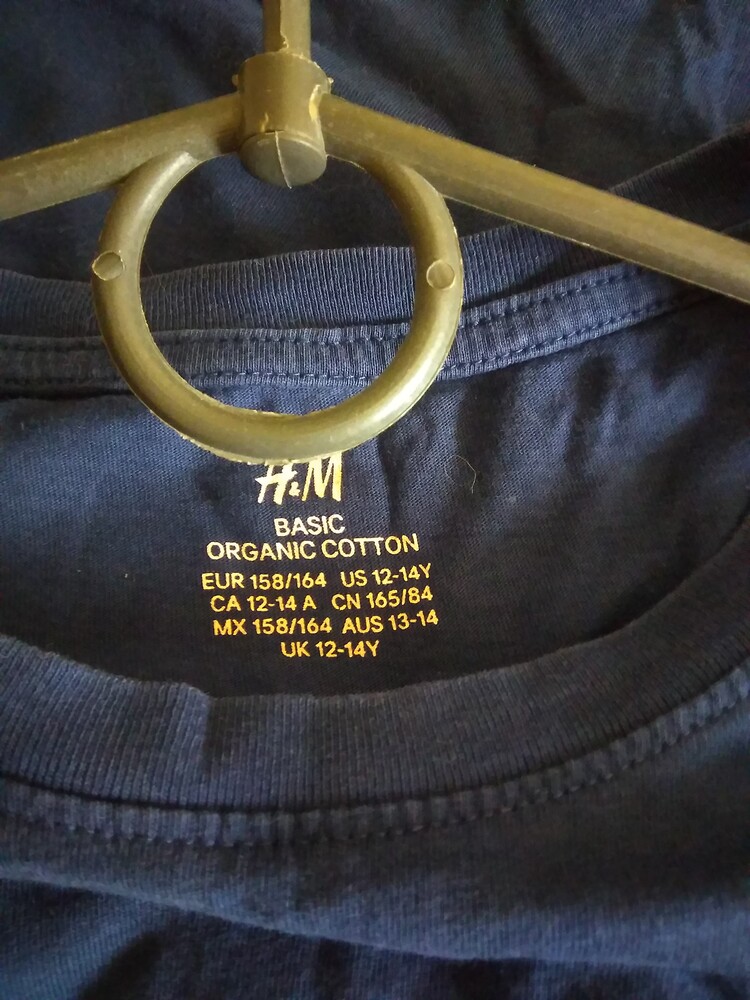 H&M
BASIC
ORGANIC COTTON
EUR 158/164 US 12-14Y
CA 12-14 A CN 165/84
MX 158/164 AUS 13-14
UK 12-14Y